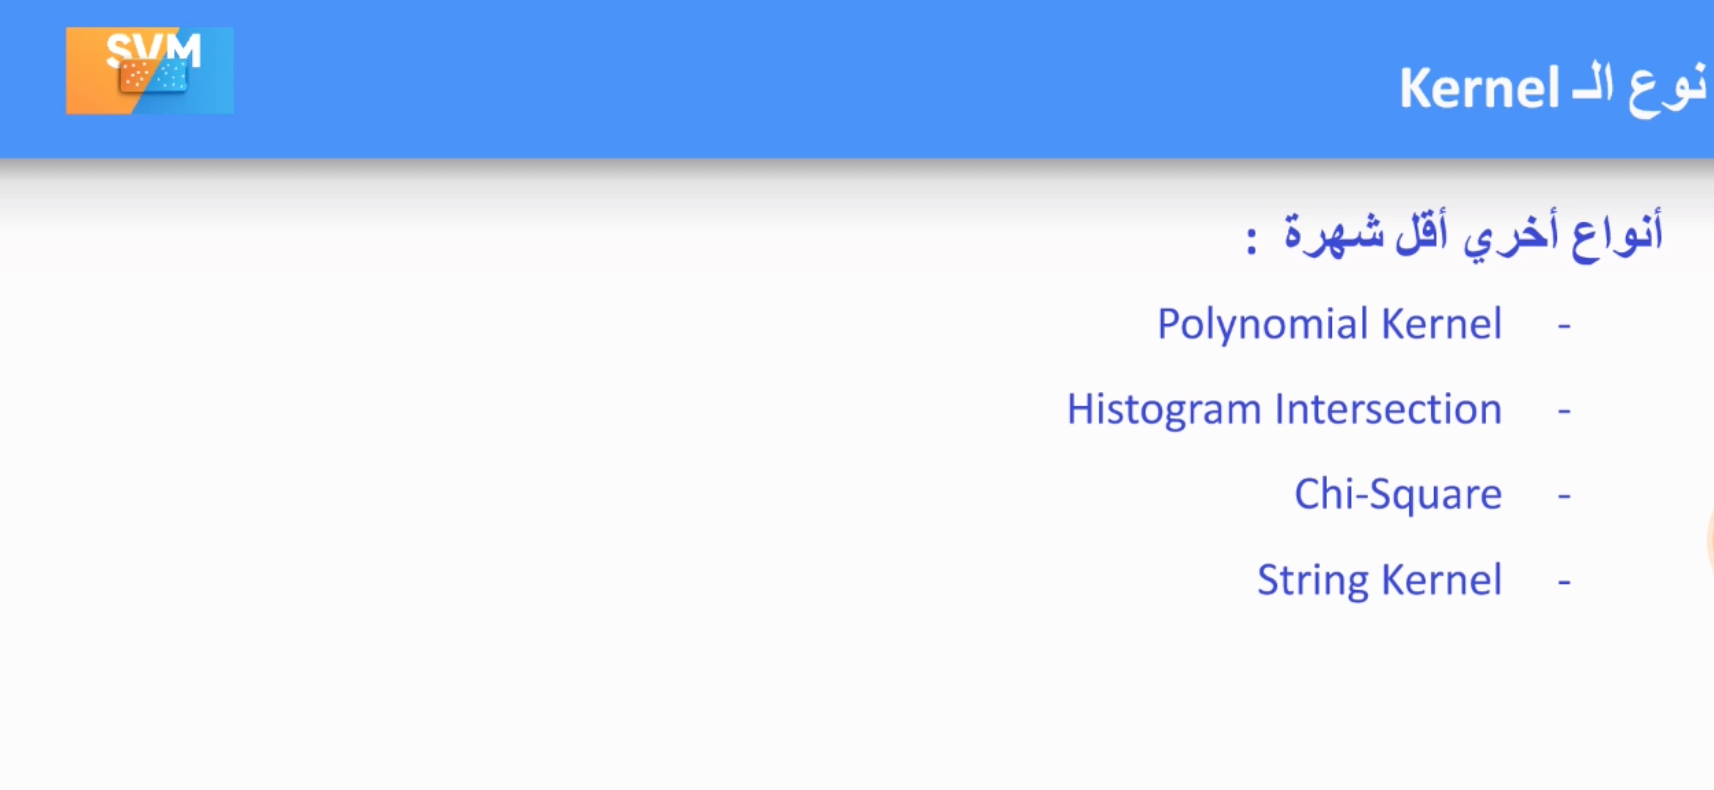 SVM
نوع الـ Kernel
أنواع أخري أقل شهرة :
- Polynomial Kernel
- Histogram Intersection
- Chi-Square
- String Kernel